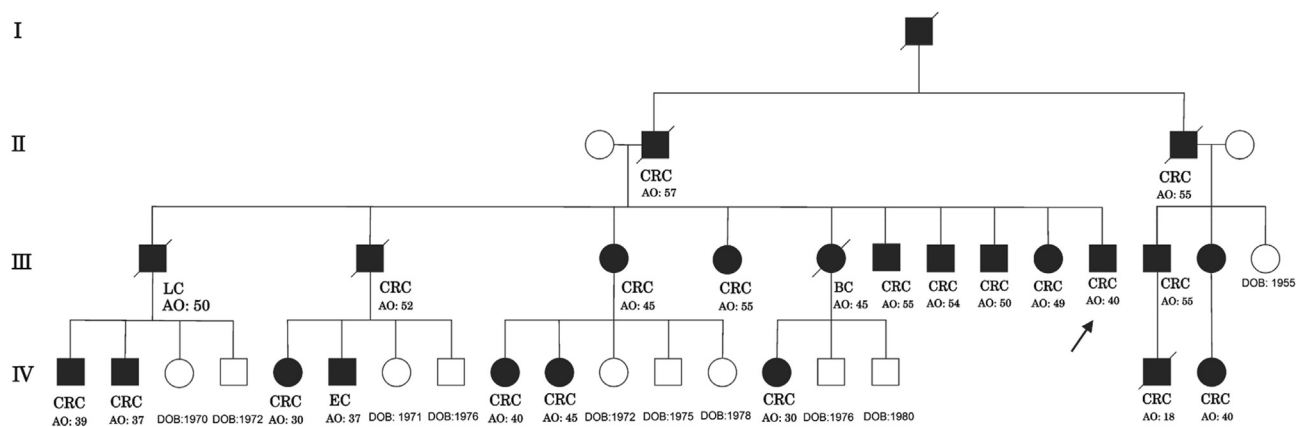 I
II
CRC CRC
AO: 57 AO: 55
III
LC CRC CRC CRC BC CRC CRC CRC CRC CRC CRC DOB: 1955
AO: 50 AO: 52 AO: 45 AO: 55 AO: 45 AO: 55 AO: 54 AO: 50 AO: 49 AO: 40 AO: 55
IV
CRC CRC CRC EC CRC CRC CRC CRC CRC
AO: 39 AO: 37 DOB:1970 DOB:1972 AO: 30 AO: 37 DOB: 1971 DOB: 1976 AO: 40 AO: 45 DOB:1972 DOB:1975 DOB: 1978 AO: 30 DOB:1976 DOB:1980 AO: 18 AO: 40